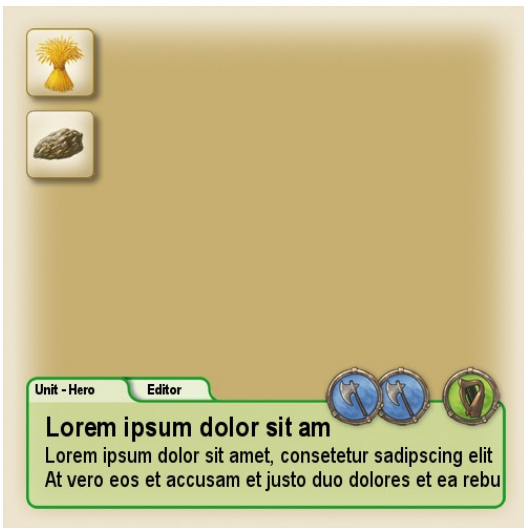 Unit - Hero
Editor
Lorem ipsum dolor sit am
Lorem ipsum dolor sit amet, consetetur sadipscing elit
At vero eos et accusam et justo duo dolores et ea rebu